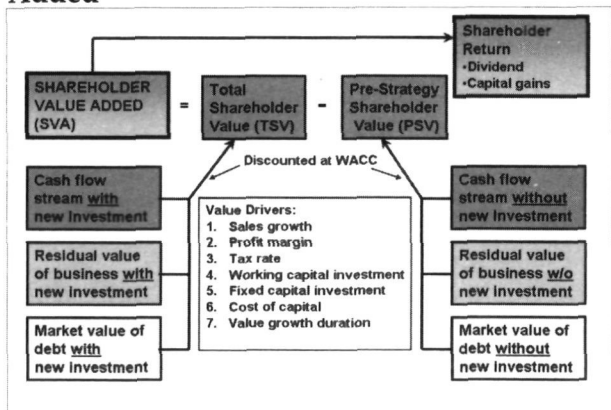 Added
Shareholder
Return
•Dividend
•Capital gains
SHAREHOLDER
VALUE ADDED
(SVA)
=
Total
Shareholder
Value (TSV)
-
Pre-Strategy
Shareholder
Value (PSV)
Discounted at WACC
Cash flow
stream with
new investment
Residual value
of business with
new investment
Market value of
debt with
new investment
Value Drivers:
1. Sales growth
2. Profit margin
3. Tax rate
4. Working capital investment
5. Fixed capital investment
6. Cost of capital
7. Value growth duration
Cash flow
stream without
new investment
Residual value
of business w/o
new investment
Market value of
debt without
new investment